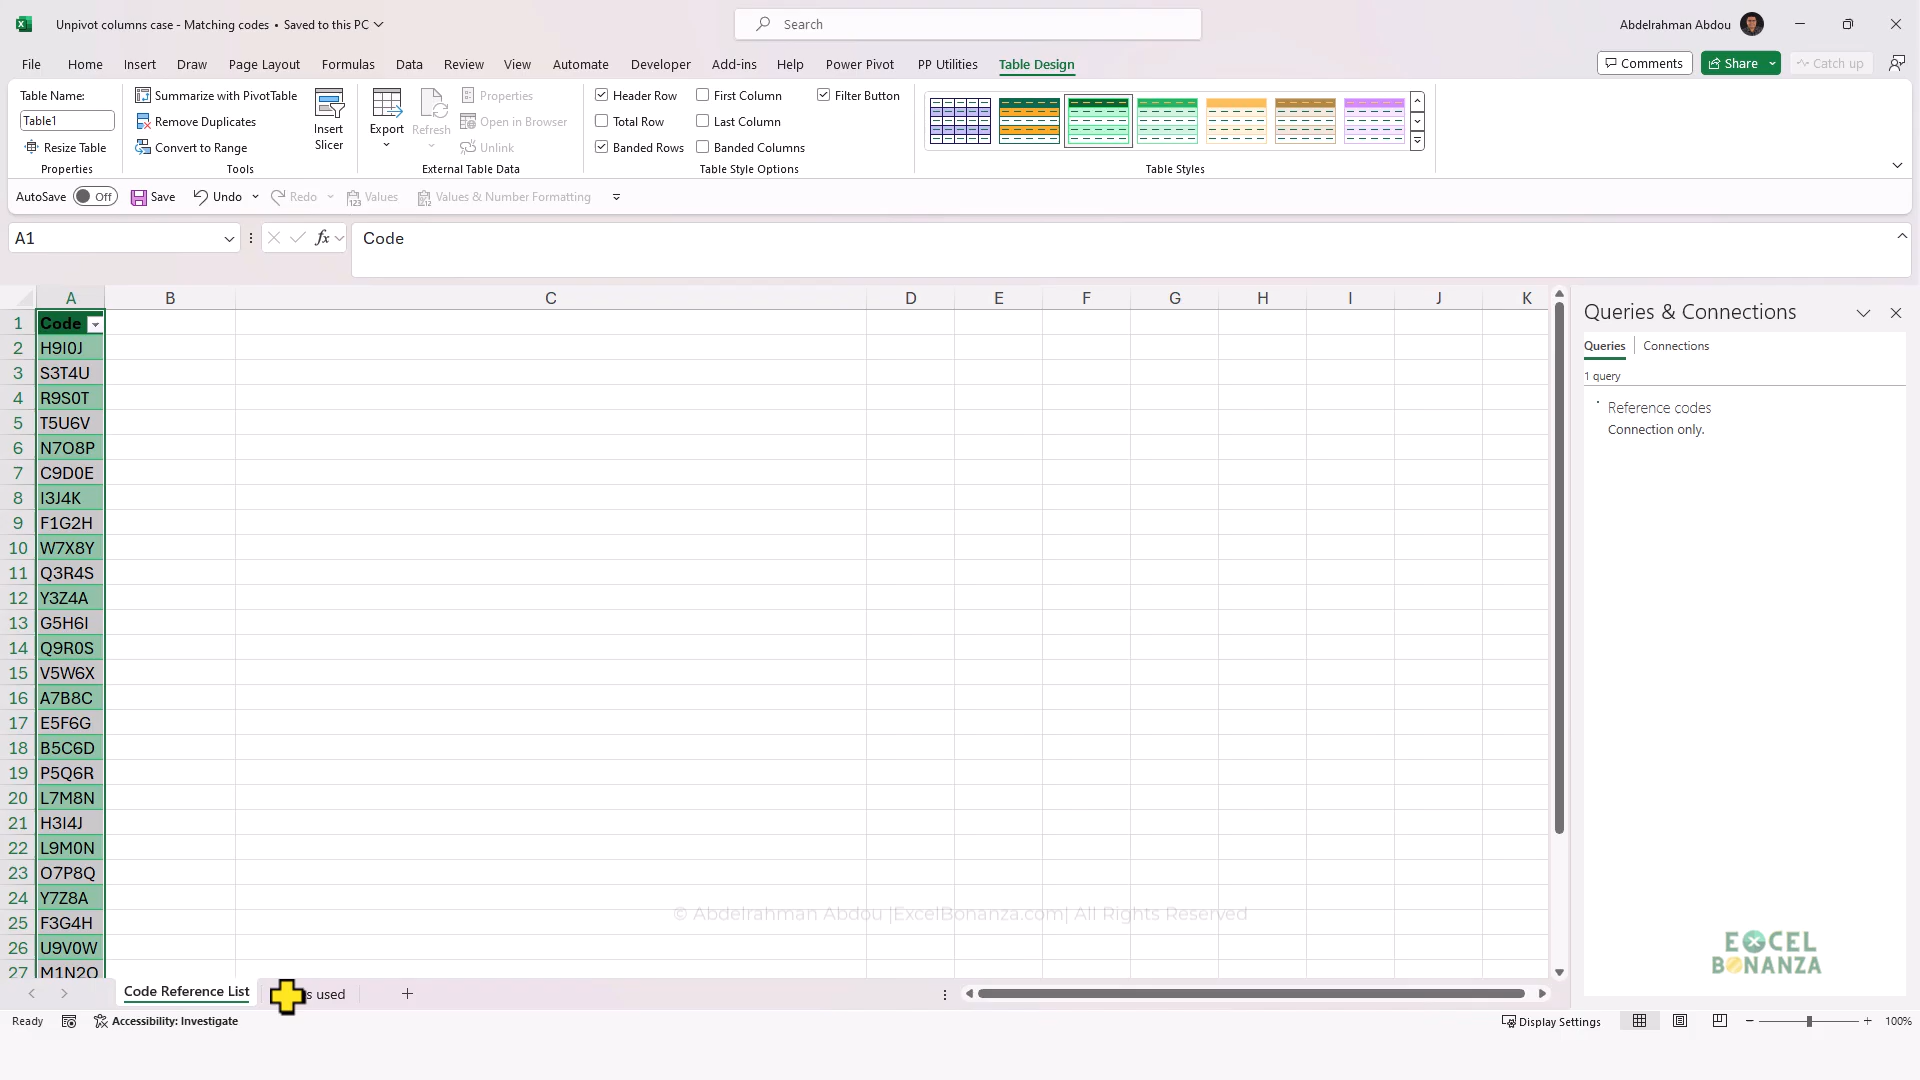 Unpivot columns case - Matching codes • Saved to this PC
Search
Abdelrahman Abdou
File Home Insert Draw Page Layout Formulas Data Review View Automate Developer Add-ins Help Power Pivot PP Utilities Table Design
Comments Share Catch up
Table Name:
Table1
Resize Table
Properties
Summarize with PivotTable
Remove Duplicates
Convert to Range
Tools
Insert
Slicer
Export
Refresh
Properties
Open in Browser
Unlink
External Table Data
Header Row
Total Row
Banded Rows
First Column
Last Column
Banded Columns
Filter Button
Table Style Options
Table Styles
AutoSave Off Save Undo Redo Values Values & Number Formatting
A1 fx Code
A B C D E F G H I J K
1 Code
2 H9I0J
3 S3T4U
4 R9S0T
5 T5U6V
6 N7O8P
7 C9D0E
8 I3J4K
9 F1G2H
10 W7X8Y
11 Q3R4S
12 Y3Z4A
13 G5H6I
14 Q9R0S
15 V5W6X
16 A7B8C
17 E5F6G
18 B5C6D
19 P5Q6R
20 L7M8N
21 H3I4J
22 L9M0N
23 O7P8Q
24 Y7Z8A
25 F3G4H
26 U9V0W
27 M1N2O
Queries & Connections
Queries Connections
1 query
Reference codes
Connection only.
© Abdelrahman Abdou |ExcelBonanza.com| All Rights Reserved
EXCEL
BONANZA
Code Reference List used
Ready Accessibility: Investigate Display Settings 100%